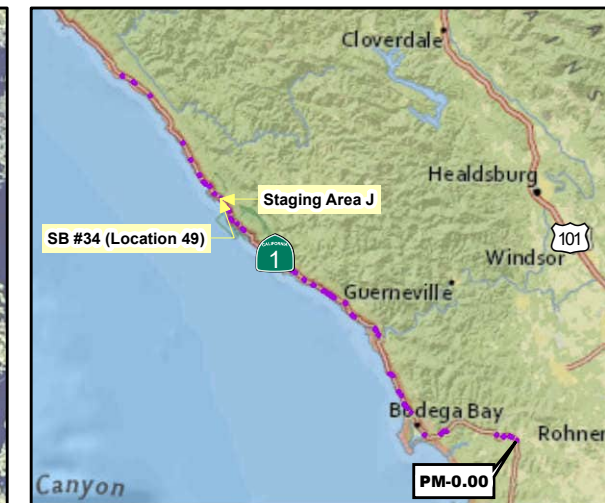 Cloverdale
A I N S
Healdsburg
Staging Area J
101
SB #34 (Location 49)
Windsor
CALIFORNIA
1
Guerneville
Bodega Bay
Rohner
PM-0.00
Canyon